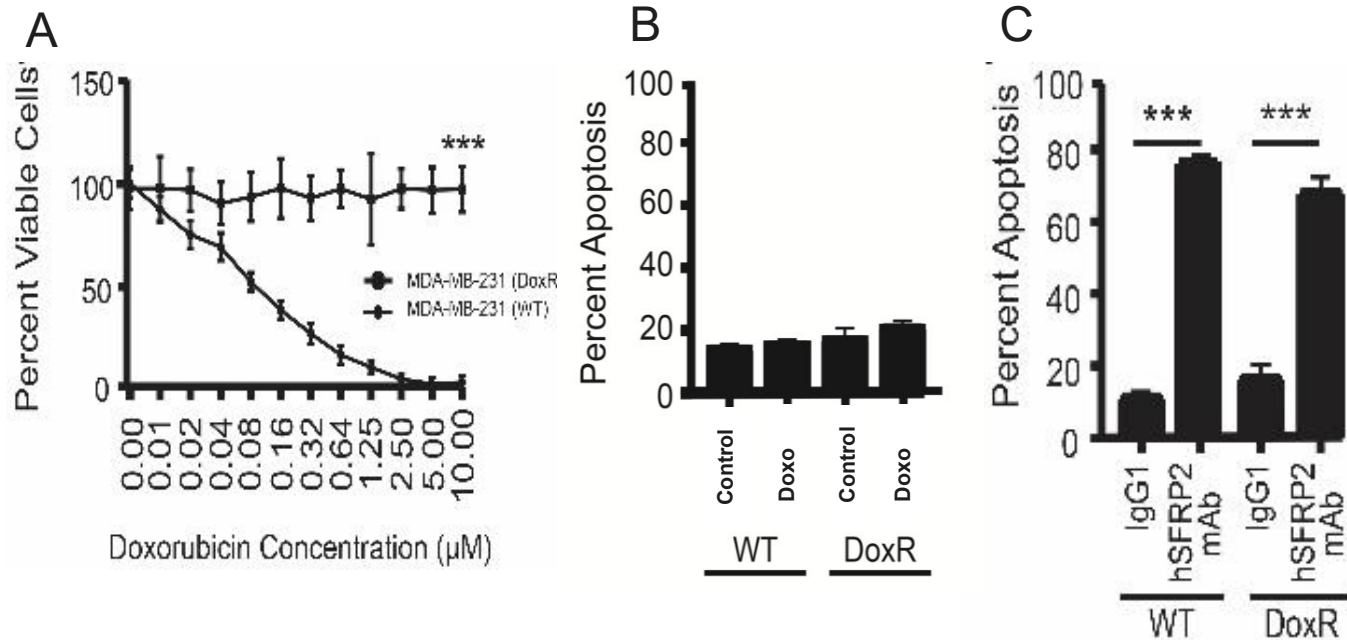 A
Percent Viable Cells'
150
100
50
0
***
MDA-MB-231 (DoxR
MDA-MB-231 (WT)
0.00
0.01
0.02
0.04
0.08
0.16
0.32
0.64
1.25
2.50
5.00
10.00
Doxorubicin Concentration (µM)
B
Percent Apoptosis
100
80
60
40
20
0
Control
Doxo
Control
Doxo
WT
DoxR
C
Percent Apoptosis
100
80
60
40
20
0
***
***
IgG1
hSFRP2
mAb
IgG1
hSFRP2
mAb
WT
DoxR